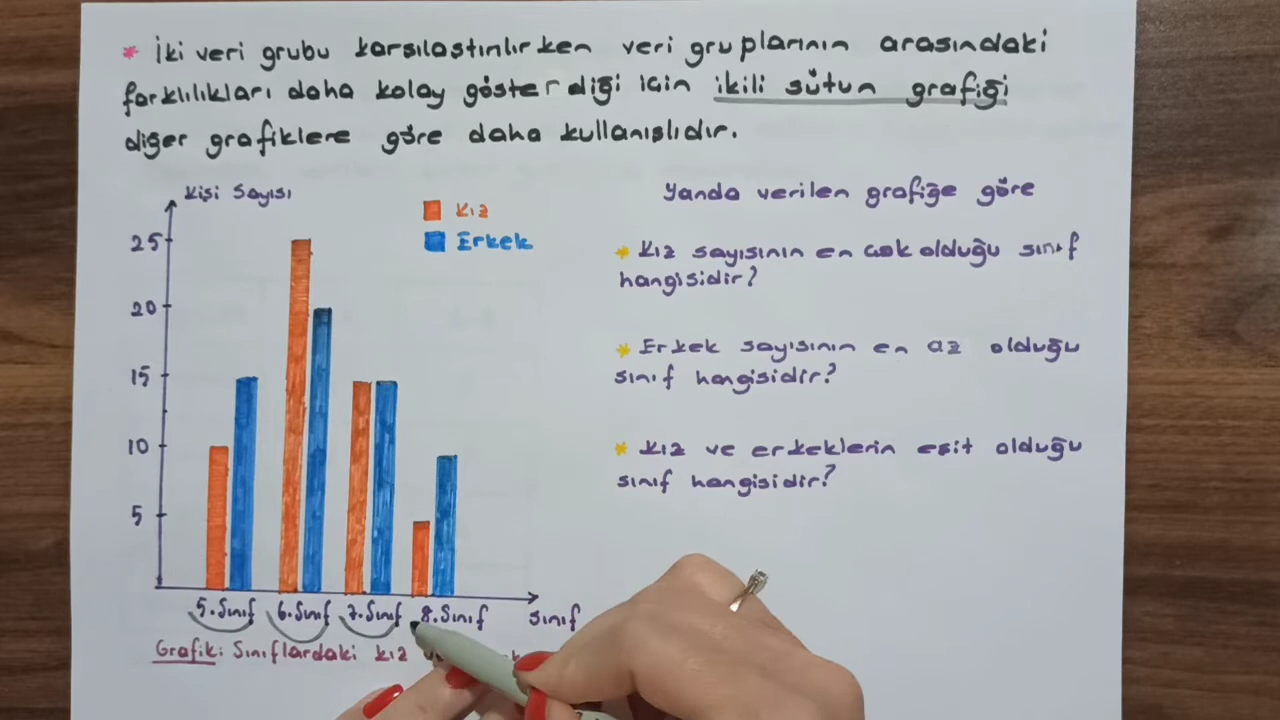 * İki veri grubu karşılaştırılırken veri gruplarının arasındaki
farklılıkları daha kolay gösterdiği için ikili sütun grafiği
diğer grafiklere göre daha kullanışlıdır.
Kişi Sayısı
25
20
15
10
5
Kız
Erkek
5.Sınıf 6.Sınıf 7.Sınıf 8.Sınıf sınıf
Grafik: Sınıflardaki kız
Yanda verilen grafiğe göre
* Kız sayısının en çok olduğu sınıf
hangisidir?
* Erkek sayısının en az olduğu
sınıf hangisidir?
* Kız ve erkeklerin eşit olduğu
sınıf hangisidir?